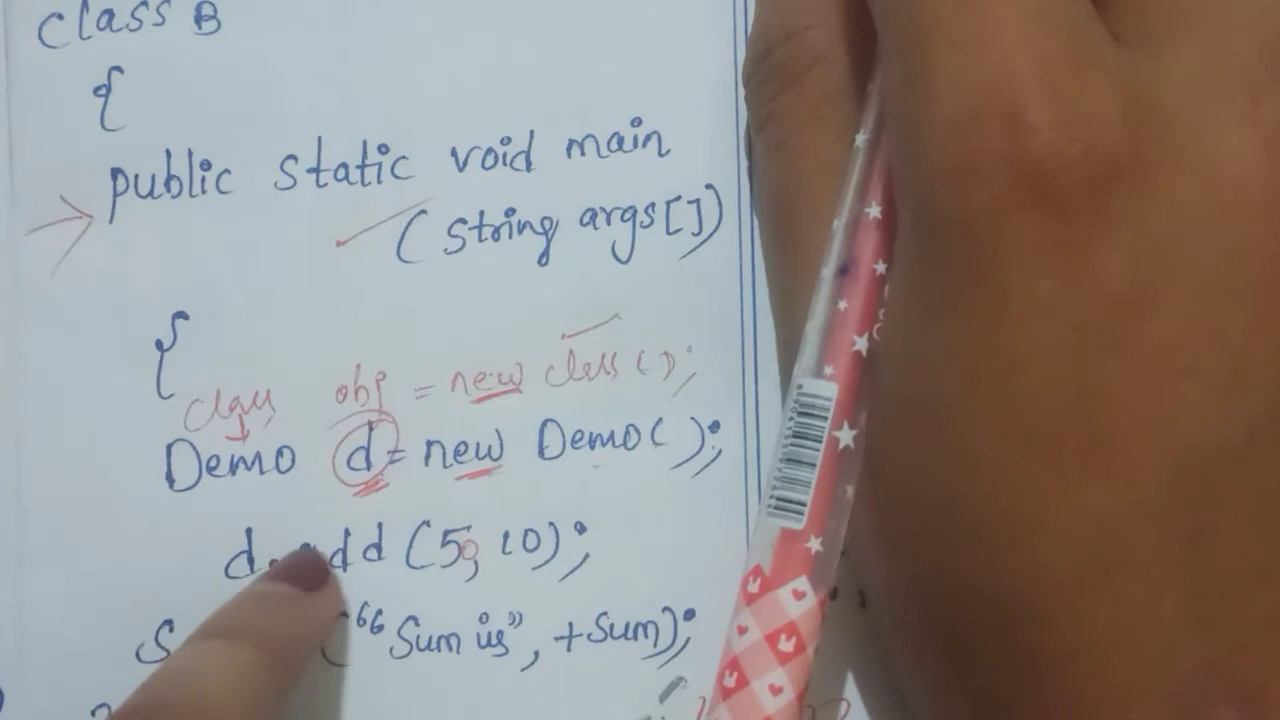 class B
{
public static void main
(string args[])
{
class obj = new class();
Demo d = new Demo();
d.add(50, 10);
S ("Sum is", +Sum);